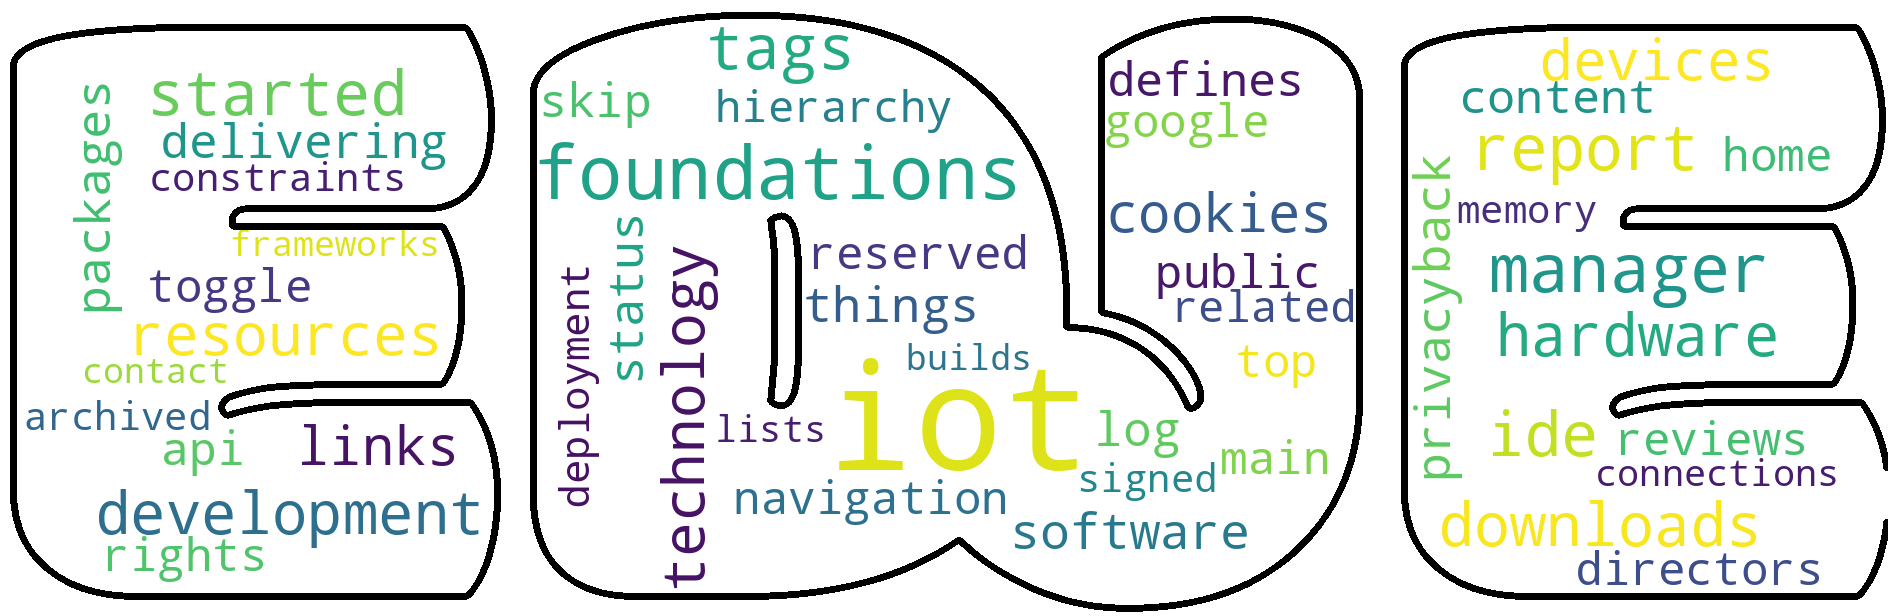 started
delivering
constraints
packages
frameworks
toggle
resources
contact
archived
api
links
development
rights
tags
skip
hierarchy
foundations
status
deployment
technology
reserved
things
builds
iot
lists
navigation
log
signed
main
software
defines
google
cookies
public
related
top
devices
content
report
home
memory
privacyback
manager
hardware
ide
reviews
connections
downloads
directors